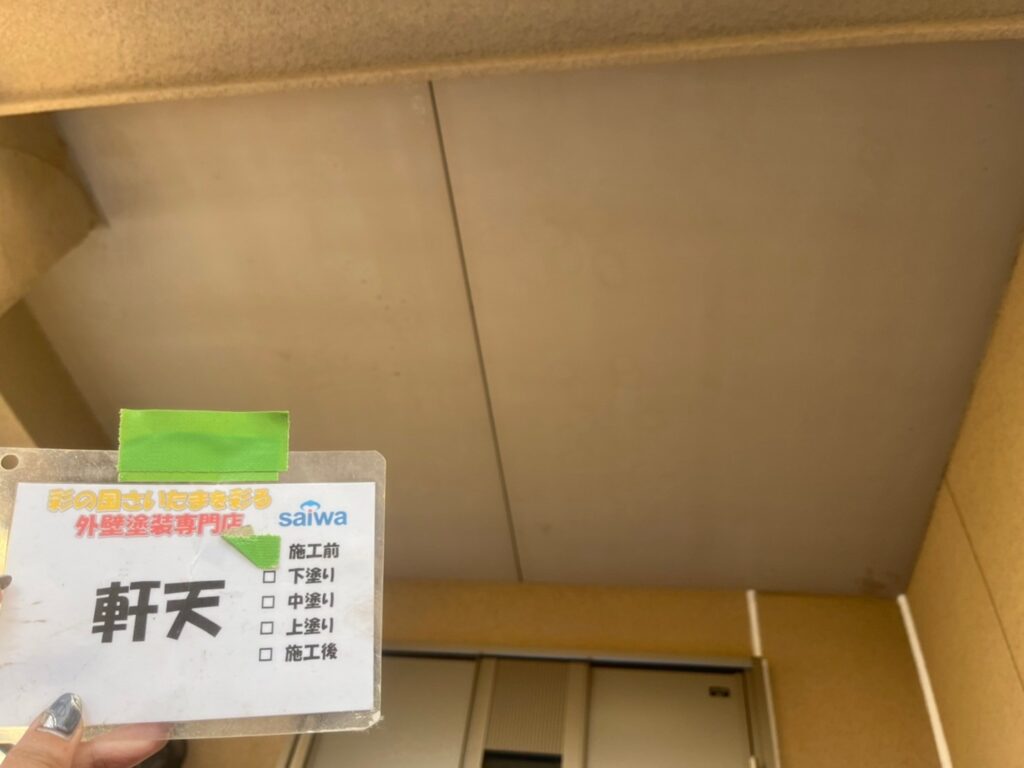 彩の国さいたまを彩る
外壁塗装専門店
saiwa
軒天
施工前
□ 下塗り
□ 中塗り
□ 上塗り
□ 施工後